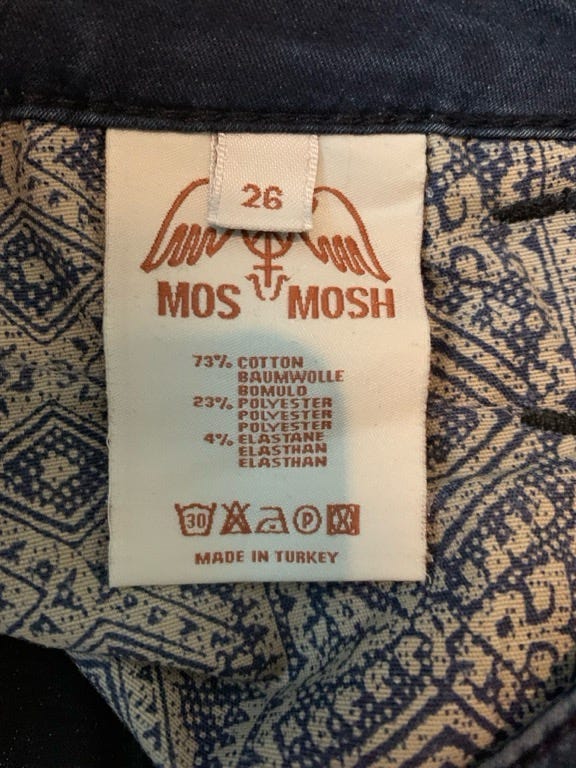 26
MOS MOSH
73% COTTON
BAUMWOLLE
BOMULD
23% POLYESTER
POLYESTER
POLYESTER
4% ELASTANE
ELASTHAN
ELASTHAN
30 P
MADE IN TURKEY